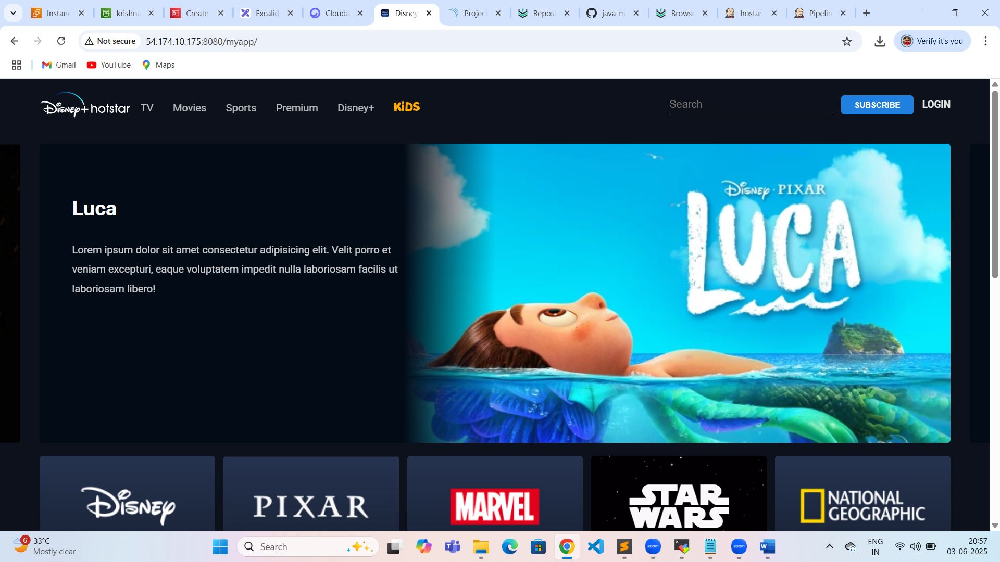 Instanc
krishna
Create
Excalid
Clouda
Disney
Project
Reposi
java-m
Browse
hostar
Pipelin
Not secure
54.174.10.175:8080/myapp/
Verify it's you
Gmail
YouTube
Maps
Disney+ hotstar
TV
Movies
Sports
Premium
Disney+
KiDS
Search
SUBSCRIBE
LOGIN
Luca
Lorem ipsum dolor sit amet consectetur adipisicing elit. Velit porro et
veniam excepturi, eaque voluptatem impedit nulla laboriosam facilis ut
laboriosam libero!
Disney · PIXAR
LUCA
Disney
PIXAR
MARVEL
STAR
WARS
NATIONAL
GEOGRAPHIC
6
33°C
Mostly clear
Search
zoom
zoom
ENG
IN
20:57
03-06-2025